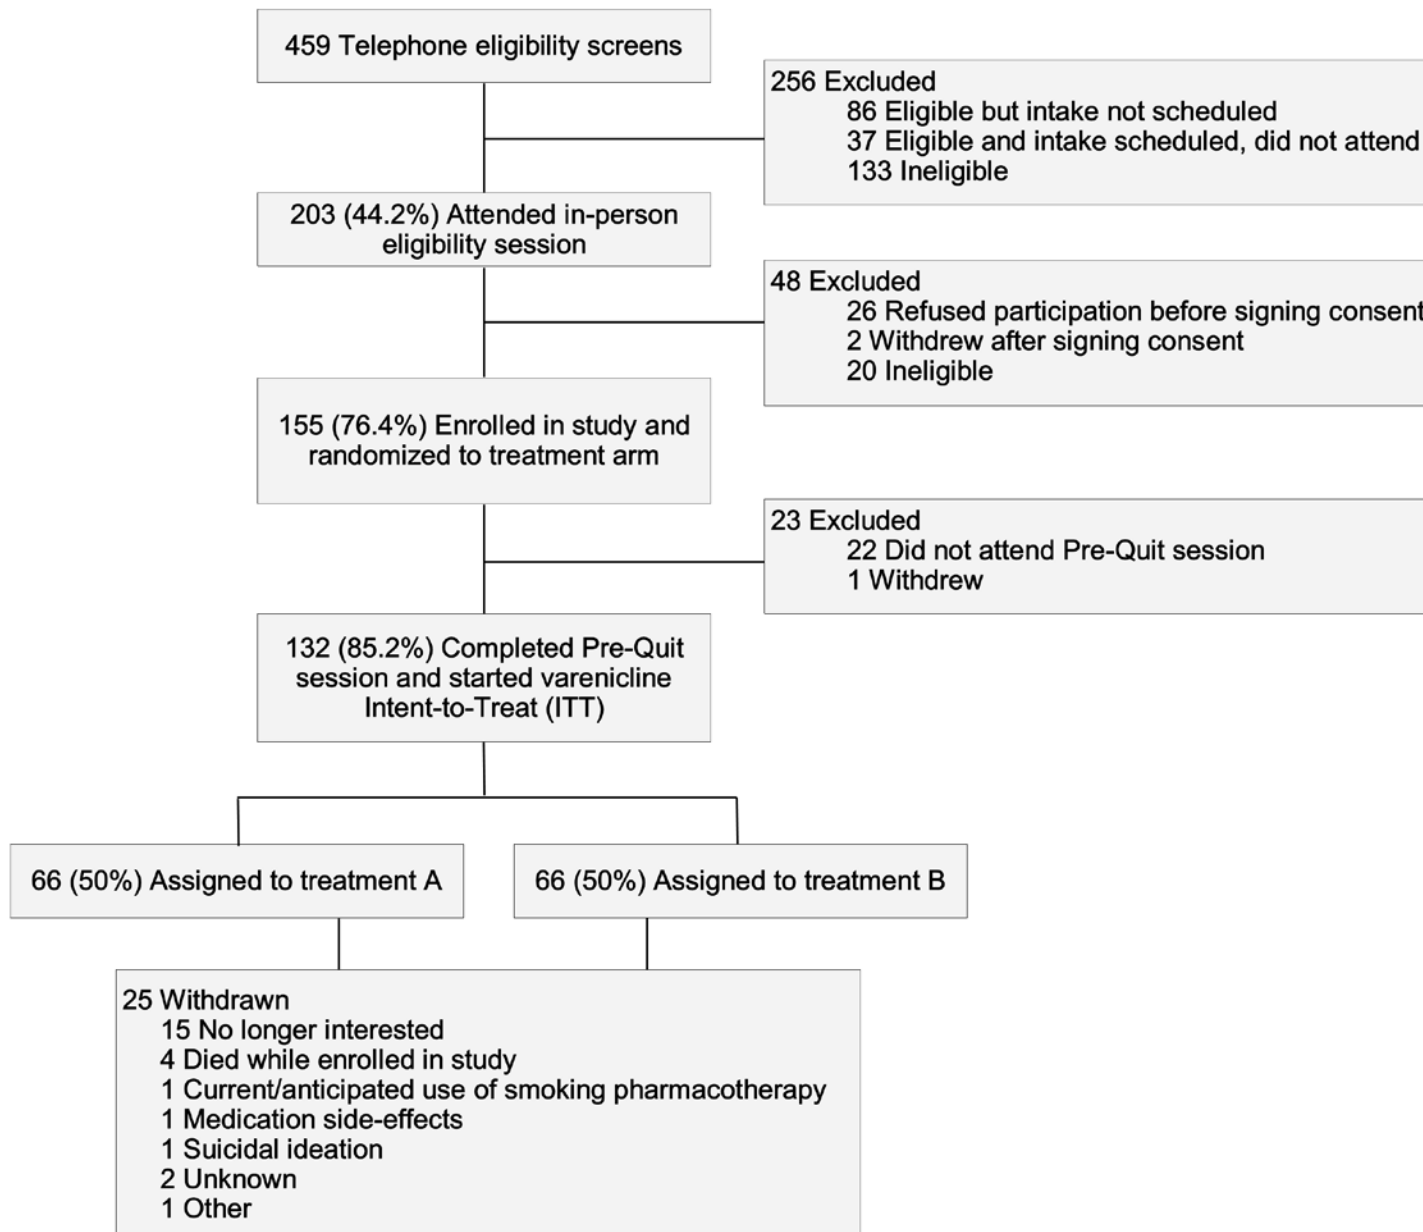 459 Telephone eligibility screens
256 Excluded
86 Eligible but intake not scheduled
37 Eligible and intake scheduled, did not attend
133 Ineligible
203 (44.2%) Attended in-person
eligibility session
48 Excluded
26 Refused participation before signing consent
2 Withdrew after signing consent
20 Ineligible
155 (76.4%) Enrolled in study and
randomized to treatment arm
23 Excluded
22 Did not attend Pre-Quit session
1 Withdrew
132 (85.2%) Completed Pre-Quit
session and started varenicline
Intent-to-Treat (ITT)
66 (50%) Assigned to treatment A
66 (50%) Assigned to treatment B
25 Withdrawn
15 No longer interested
4 Died while enrolled in study
1 Current/anticipated use of smoking pharmacotherapy
1 Medication side-effects
1 Suicidal ideation
2 Unknown
1 Other